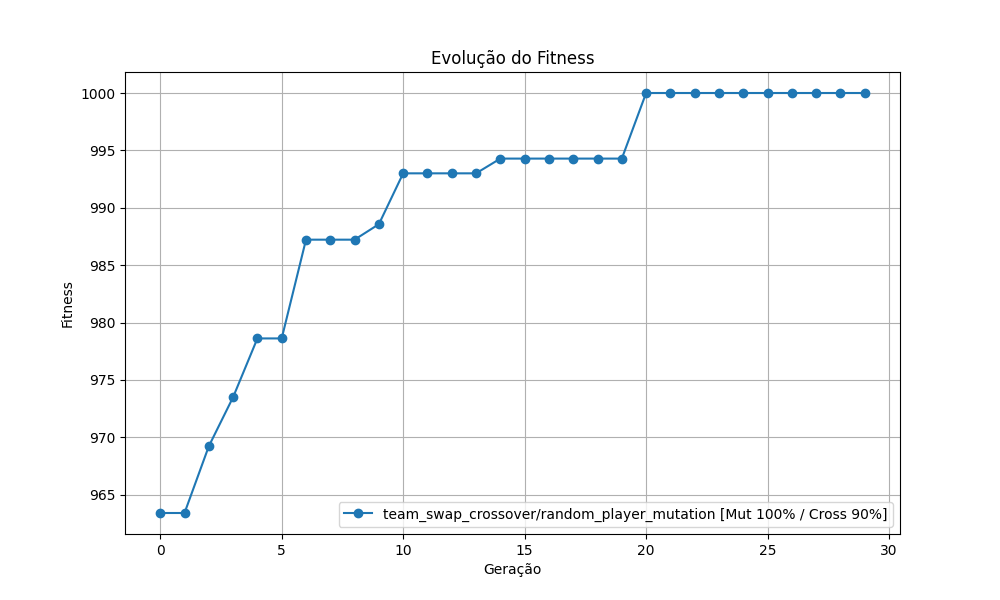 Evolução do Fitness
Fitness
1000
995
990
985
980
975
970
965
team_swap_crossover/random_player_mutation [Mut 100% / Cross 90%]
0 5 10 15 20 25 30
Geração